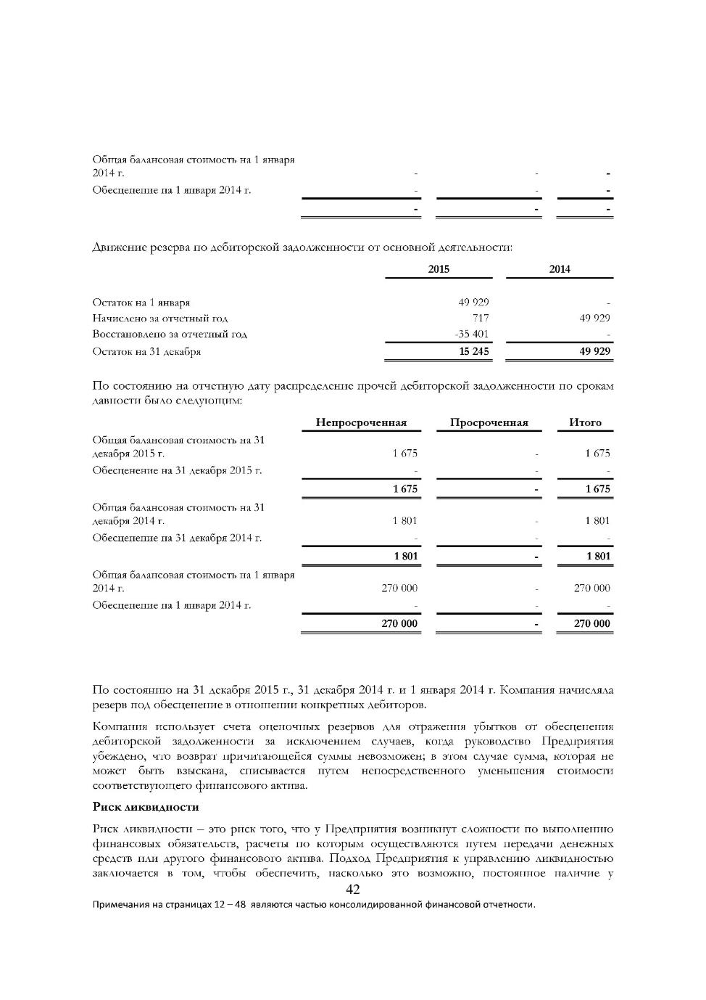 Общая балансовая стоимость на 1 января
2014 г. - - -
Обесценение на 1 января 2014 г. - - -
- - -
Движение резерва по дебиторской задолженности от основной деятельности:
2015 2014
Остаток на 1 января 49 929 -
Начислено за отчетный год 717 49 929
Восстановлено за отчетный год -35 401 -
Остаток на 31 декабря 15 245 49 929
По состоянию на отчетную дату распределение прочей дебиторской задолженности по срокам
давности было следующим:
Непросроченная Просроченная Итого
Общая балансовая стоимость на 31
декабря 2015 г. 1 675 - 1 675
Обесценение на 31 декабря 2015 г. - - -
1 675 - 1 675
Общая балансовая стоимость на 31
декабря 2014 г. 1 801 - 1 801
Обесценение на 31 декабря 2014 г. - - -
1 801 - 1 801
Общая балансовая стоимость на 1 января
2014 г. 270 000 - 270 000
Обесценение на 1 января 2014 г. - - -
270 000 - 270 000
По состоянию на 31 декабря 2015 г., 31 декабря 2014 г. и 1 января 2014 г. Компания начисляла
резерв под обесценение в отношении конкретных дебиторов.
Компания использует счета оценочных резервов для отражения убытков от обесценения
дебиторской задолженности за исключением случаев, когда руководство Предприятия
убеждено, что возврат причитающейся суммы невозможен; в этом случае сумма, которая не
может быть взыскана, списывается путем непосредственного уменьшения стоимости
соответствующего финансового актива.
Риск ликвидности
Риск ликвидности – это риск того, что у Предприятия возникнут сложности по выполнению
финансовых обязательств, расчеты по которым осуществляются путем передачи денежных
средств или другого финансового актива. Подход Предприятия к управлению ликвидностью
заключается в том, чтобы обеспечить, насколько это возможно, постоянное наличие у
42
Примечания на страницах 12 – 48 являются частью консолидированной финансовой отчетности.